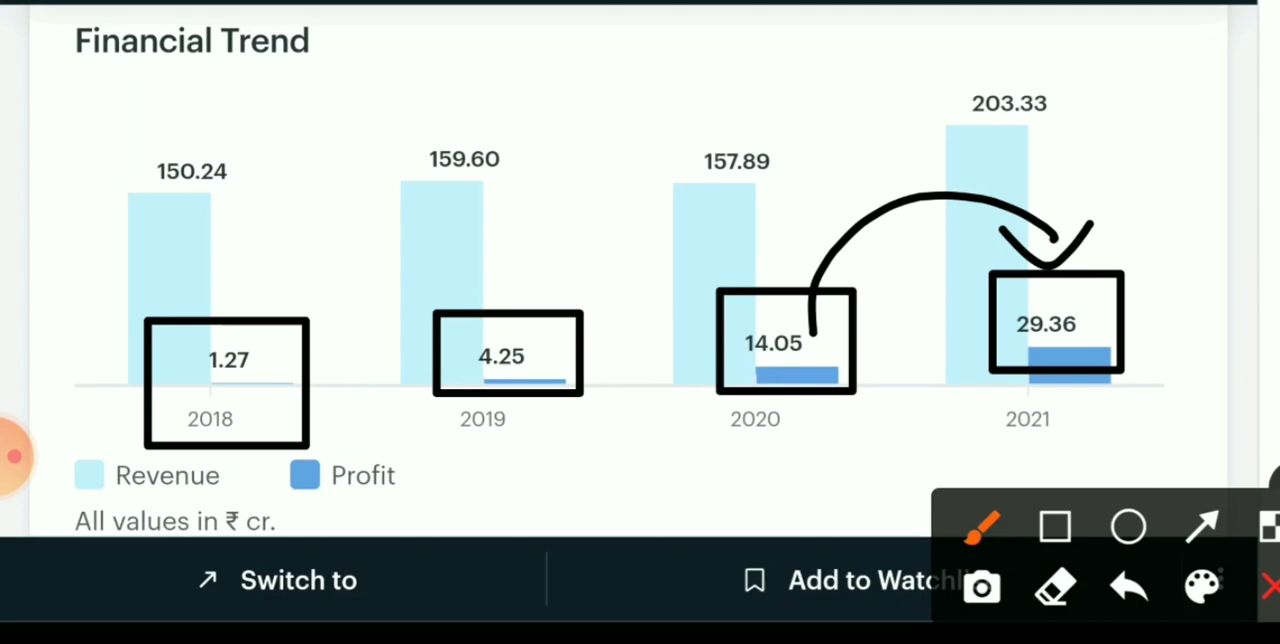 Financial Trend
203.33
150.24
159.60
157.89
1.27
4.25
14.05
29.36
2018
2019
2020
2021
Revenue
Profit
All values in ₹ cr.
Switch to
Add to Watchl